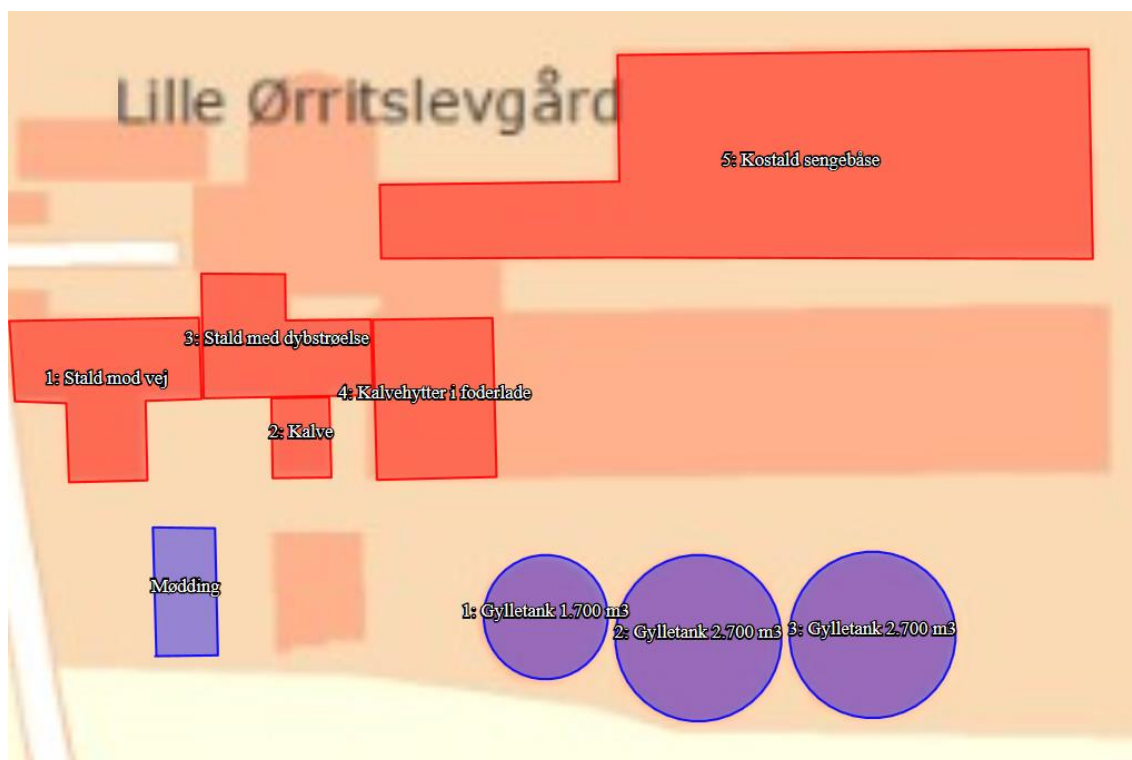 Lille Ørritslevgård
5: Kostald sengebåse
3: Stald med dybstrøelse
1: Stald mod vej
4: Kalvehytter i foderlade
2: Kalve
Mødding
1: Gylletank 1.700 m3
2: Gylletank 2.700 m3
3: Gylletank 2.700 m3